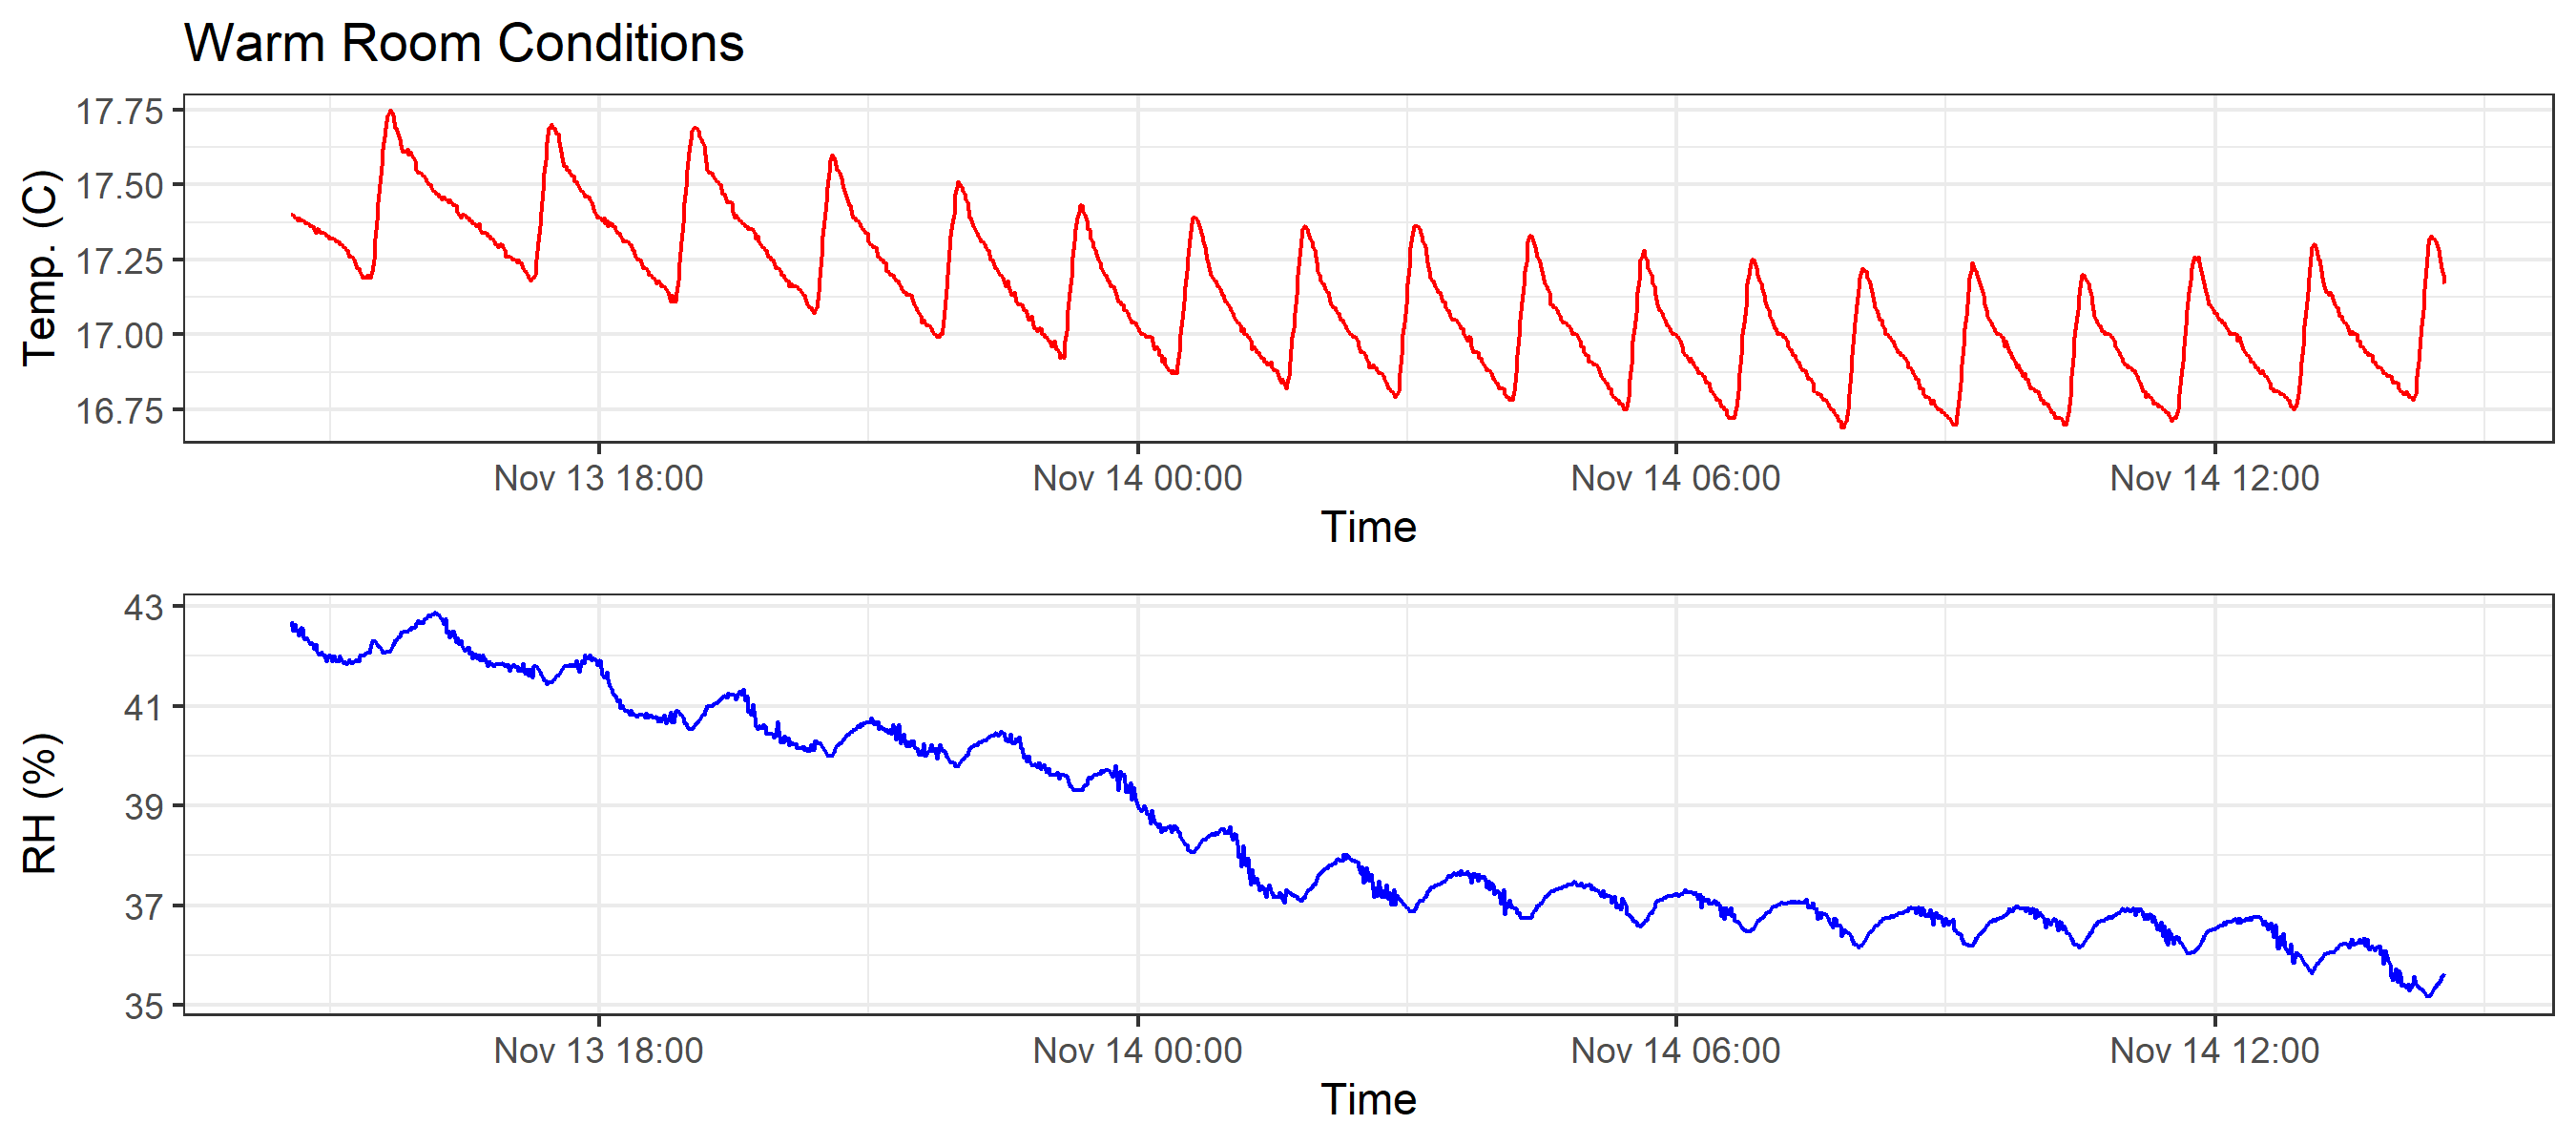 Warm Room Conditions
Temp. (C)
17.75
17.50
17.25
17.00
16.75
Nov 13 18:00 Nov 14 00:00 Nov 14 06:00 Nov 14 12:00
Time
RH (%)
43
41
39
37
35
Nov 13 18:00 Nov 14 00:00 Nov 14 06:00 Nov 14 12:00
Time